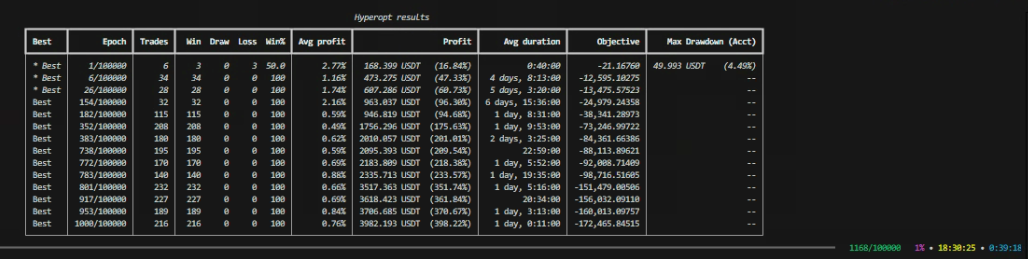 Hyperopt results
Best Epoch Trades Win Draw Loss Win% Avg profit Profit Avg duration Objective Max Drawdown (Acct)
* Best 1/100000 6 3 0 3 50.0 2.77% 168.399 USDT (16.84%) 0:40:00 -21.16760 49.993 USDT (4.49%)
* Best 6/100000 34 34 0 0 100 1.16% 473.275 USDT (47.33%) 4 days, 8:13:00 -12,595.10275 --
* Best 26/100000 28 28 0 0 100 1.74% 607.286 USDT (60.73%) 5 days, 3:20:00 -13,475.57523 --
Best 154/100000 32 32 0 0 100 2.16% 963.037 USDT (96.30%) 6 days, 15:36:00 -24,979.24358 --
Best 182/100000 115 115 0 0 100 0.59% 946.819 USDT (94.68%) 1 day, 8:31:00 -38,341.28973 --
Best 352/100000 208 208 0 0 100 0.49% 1756.296 USDT (175.63%) 1 day, 9:53:00 -73,246.99722 --
Best 383/100000 180 180 0 0 100 0.62% 2010.057 USDT (201.01%) 2 days, 3:25:00 -84,361.66386 --
Best 738/100000 195 195 0 0 100 0.59% 2095.393 USDT (209.54%) 22:59:00 -88,113.89621 --
Best 772/100000 170 170 0 0 100 0.69% 2183.809 USDT (218.38%) 1 day, 5:52:00 -92,008.71409 --
Best 783/100000 140 140 0 0 100 0.88% 2335.713 USDT (233.57%) 1 day, 19:35:00 -98,716.51605 --
Best 801/100000 232 232 0 0 100 0.66% 3517.363 USDT (351.74%) 1 day, 5:16:00 -151,479.00506 --
Best 917/100000 227 227 0 0 100 0.69% 3618.423 USDT (361.84%) 20:34:00 -156,032.09110 --
Best 953/100000 189 189 0 0 100 0.84% 3706.685 USDT (370.67%) 1 day, 3:13:00 -160,013.09757 --
Best 1000/100000 216 216 0 0 100 0.76% 3982.193 USDT (398.22%) 1 day, 0:11:00 -172,465.84515 --
1168/100000 1% • 18:30:25 • 0:39:18